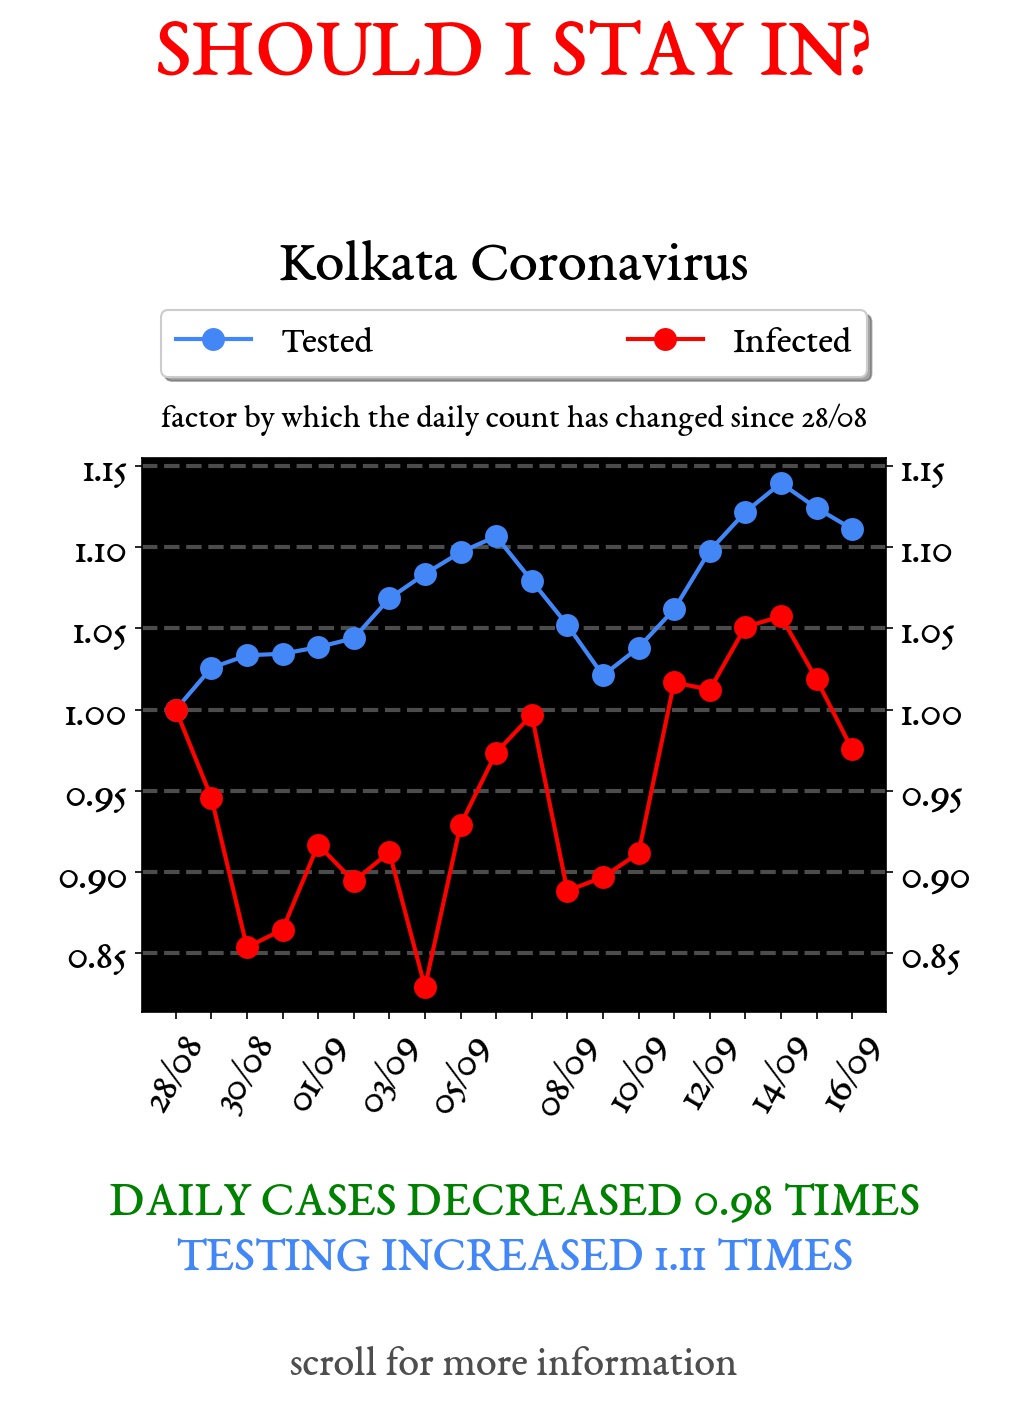 SHOULD I STAY IN?
Kolkata Coronavirus
Tested Infected
factor by which the daily count has changed since 28/08
1.15 1.15
1.10 1.10
1.05 1.05
1.00 1.00
0.95 0.95
0.90 0.90
0.85 0.85
28/08 30/08 01/09 03/09 05/09 08/09 10/09 12/09 14/09 16/09
DAILY CASES DECREASED 0.98 TIMES
TESTING INCREASED 1.11 TIMES
scroll for more information